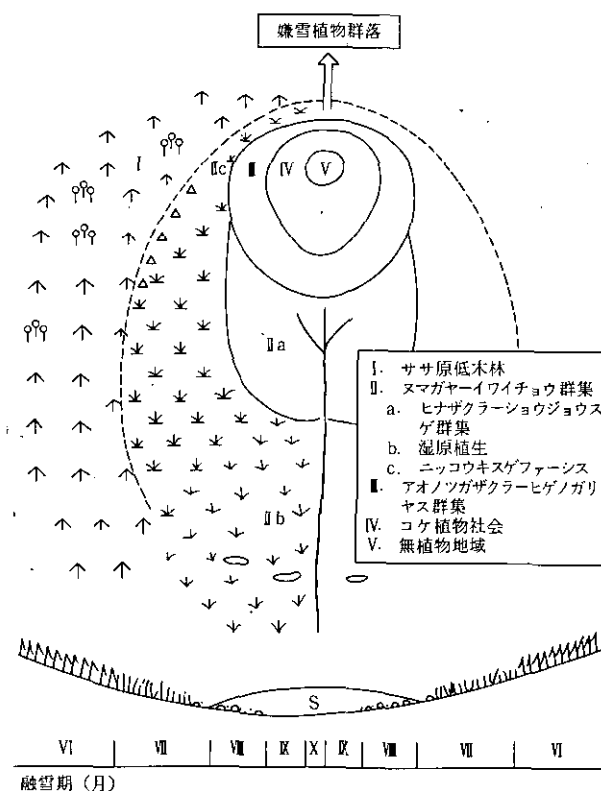 嫌雪植物群落
I
Ⅱc
Ⅲ
Ⅳ
Ⅴ
Ⅱa
Ⅰ. ササ原低木林
Ⅱ. ヌマガヤーイワイチョウ群集
a. ヒナザクラーショウジョウス
ゲ群集
b. 湿原植生
c. ニッコウキスゲファーシス
Ⅲ. アオノツガザクラーヒゲノガリ
ヤス群集
Ⅳ. コケ植物社会
Ⅴ. 無植物地域
Ⅱb
S
Ⅵ Ⅶ Ⅷ Ⅸ Ⅹ Ⅸ Ⅷ Ⅶ Ⅵ
融雪期（月）